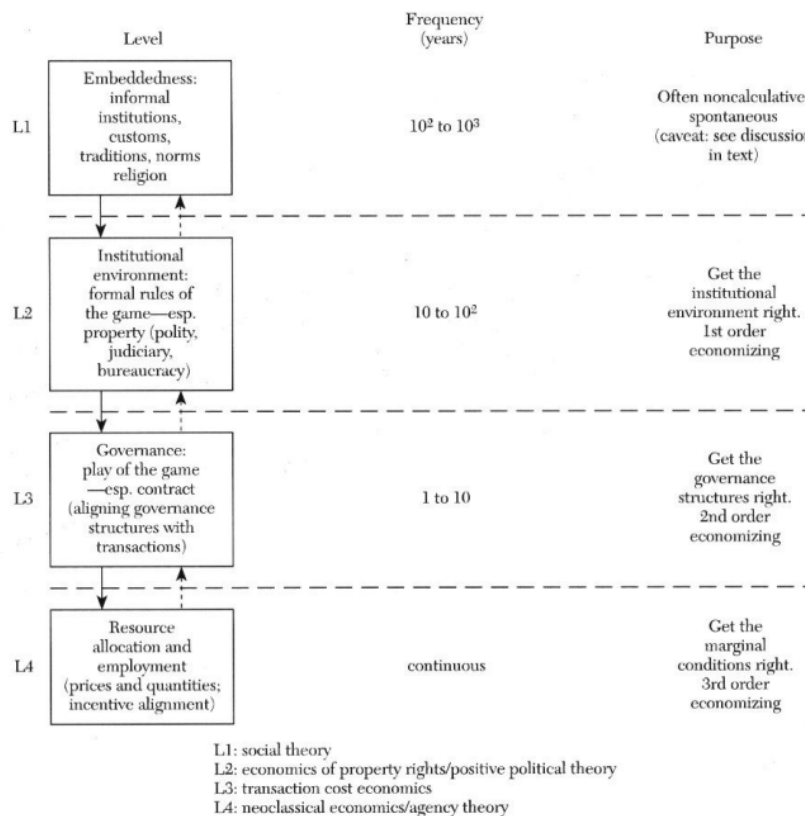 Level
Frequency
(years)
Purpose
L1
Embeddedness:
informal
institutions,
customs,
traditions, norms
religion
10² to 10³
Often noncalculative
spontaneous
(caveat: see discussion
in text)
L2
Institutional
environment:
formal rules of
the game—esp.
property (polity,
judiciary,
bureaucracy)
10 to 10²
Get the
institutional
environment right.
1st order
economizing
L3
Governance:
play of the game
—esp. contract
(aligning governance
structures with
transactions)
1 to 10
Get the
governance
structures right.
2nd order
economizing
L4
Resource
allocation and
employment
(prices and quantities;
incentive alignment)
continuous
Get the
marginal
conditions right.
3rd order
economizing
L1: social theory
L2: economics of property rights/positive political theory
L3: transaction cost economics
L4: neoclassical economics/agency theory